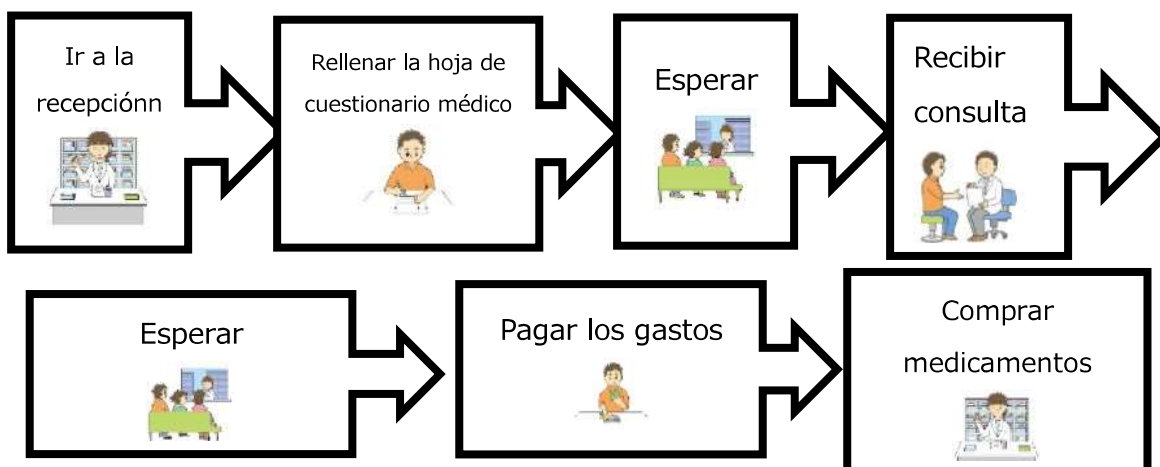 Ir a la
recepciónn
Rellenar la hoja de
cuestionario médico
Esperar
Recibir
consulta
Esperar
Pagar los gastos
Comprar
medicamentos